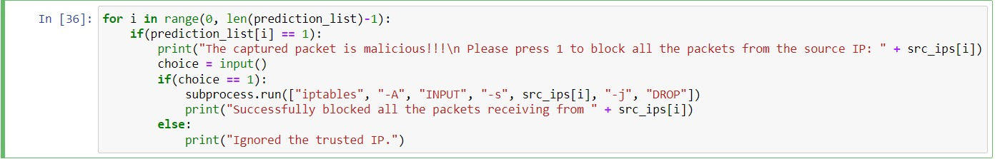 In [36]: for i in range(0, len(prediction_list)-1):
    if(prediction_list[i] == 1):
        print("The captured packet is malicious!!!\n Please press 1 to block all the packets from the source IP: " + src_ips[i])
        choice = input()
        if(choice == 1):
            subprocess.run(["iptables", "-A", "INPUT", "-s", src_ips[i], "-j", "DROP"])
            print("Successfully blocked all the packets receiving from " + src_ips[i])
        else:
            print("Ignored the trusted IP.")